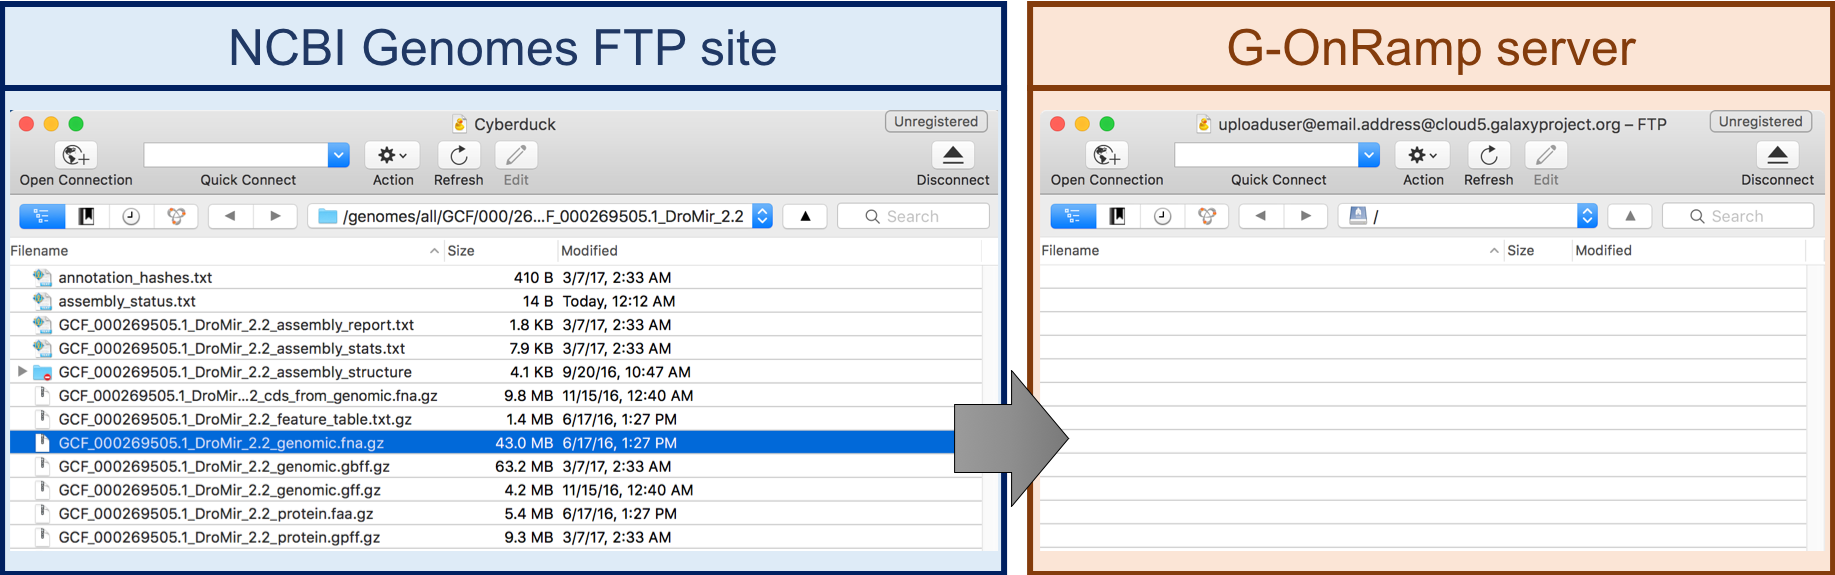 NCBI Genomes FTP site
Cyberduck
Unregistered
Open Connection Quick Connect Action Refresh Edit Disconnect
/genomes/all/GCF/000/26...F_000269505.1_DroMir_2.2 Search
Filename Size Modified
annotation_hashes.txt 410 B 3/7/17, 2:33 AM
assembly_status.txt 14 B Today, 12:12 AM
GCF_000269505.1_DroMir_2.2_assembly_report.txt 1.8 KB 3/7/17, 2:33 AM
GCF_000269505.1_DroMir_2.2_assembly_stats.txt 7.9 KB 3/7/17, 2:33 AM
GCF_000269505.1_DroMir_2.2_assembly_structure 4.1 KB 9/20/16, 10:47 AM
GCF_000269505.1_DroMir...2_cds_from_genomic.fna.gz 9.8 MB 11/15/16, 12:40 AM
GCF_000269505.1_DroMir_2.2_feature_table.txt.gz 1.4 MB 6/17/16, 1:27 PM
GCF_000269505.1_DroMir_2.2_genomic.fna.gz 43.0 MB 6/17/16, 1:27 PM
GCF_000269505.1_DroMir_2.2_genomic.gbff.gz 63.2 MB 3/7/17, 2:33 AM
GCF_000269505.1_DroMir_2.2_genomic.gff.gz 4.2 MB 11/15/16, 12:40 AM
GCF_000269505.1_DroMir_2.2_protein.faa.gz 5.4 MB 6/17/16, 1:27 PM
GCF_000269505.1_DroMir_2.2_protein.gpff.gz 9.3 MB 3/7/17, 2:33 AM
G-OnRamp server
uploaduser@email.address@cloud5.galaxyproject.org – FTP
Unregistered
Open Connection Quick Connect Action Refresh Edit Disconnect
/ Search
Filename Size Modified